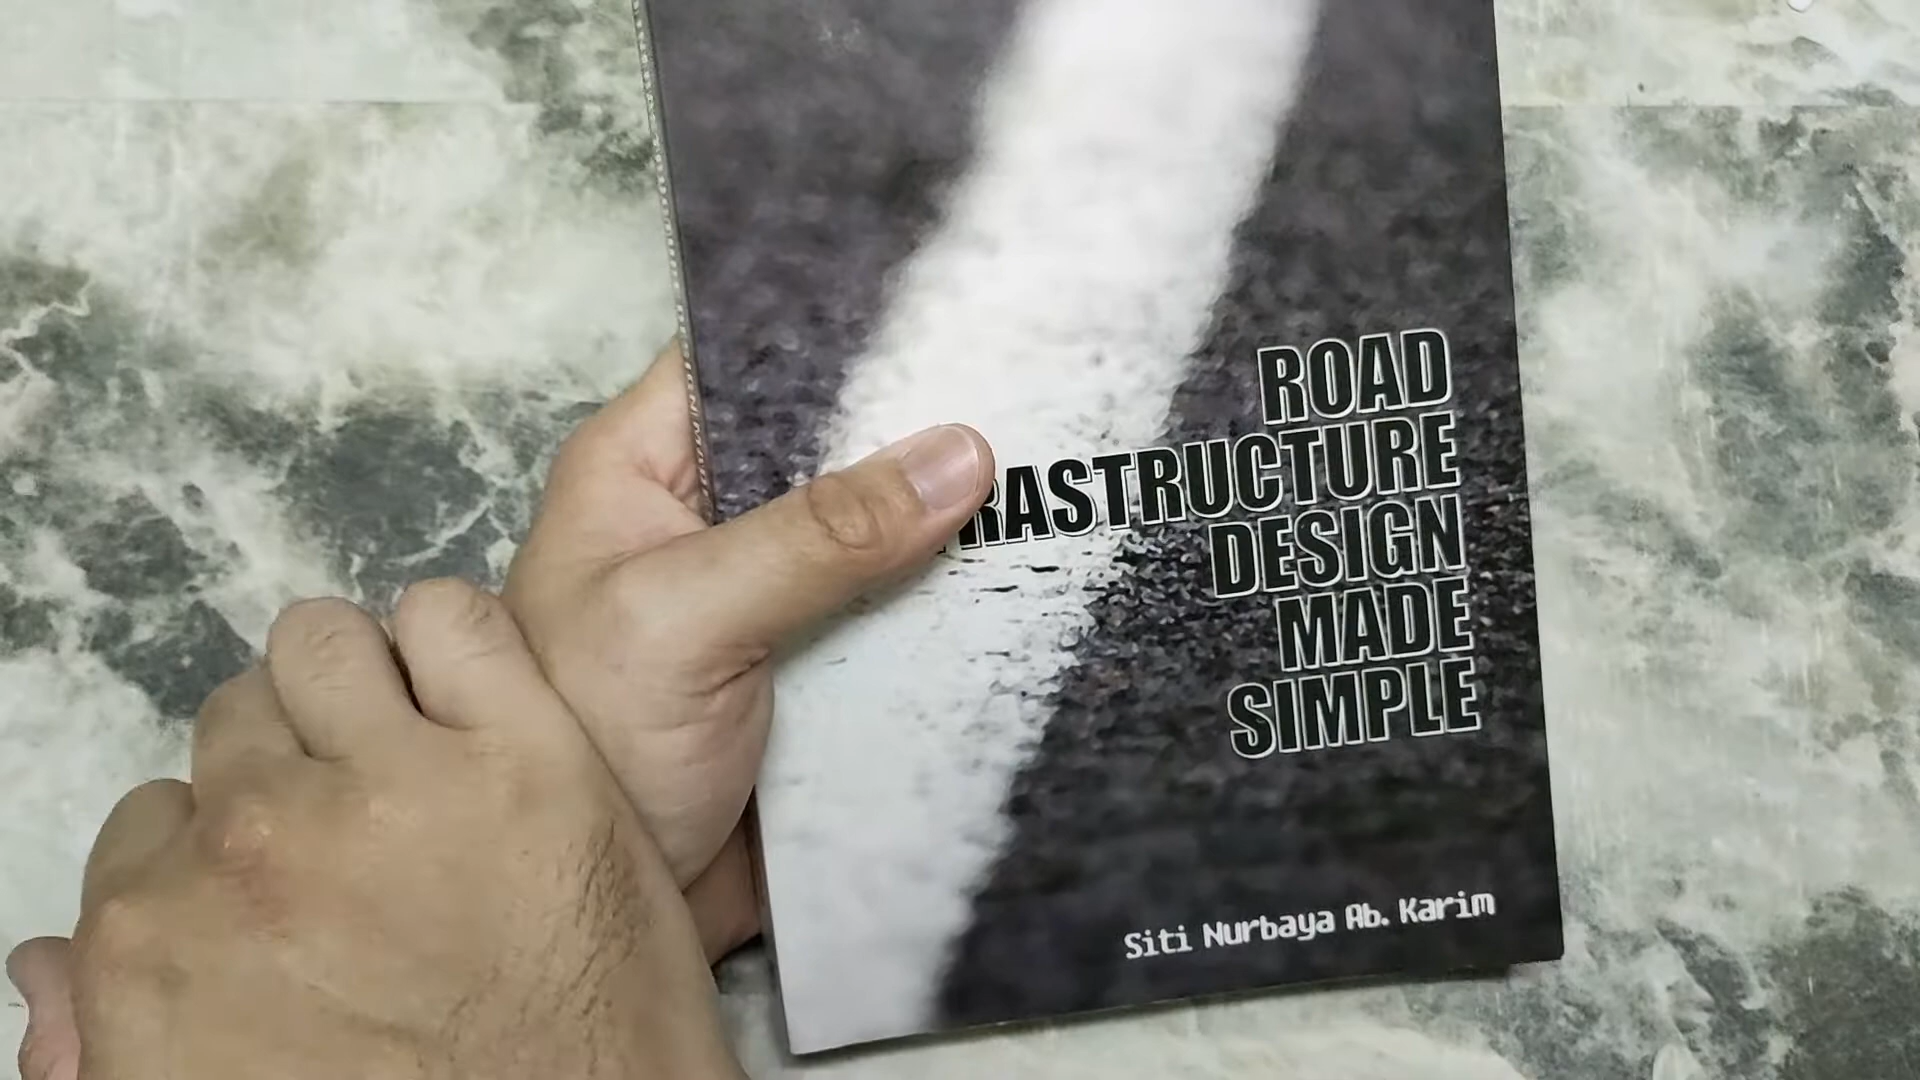 ROAD
RASTRUCTURE
DESIGN
MADE
SIMPLE
Siti Nurbaya Ab. Karim